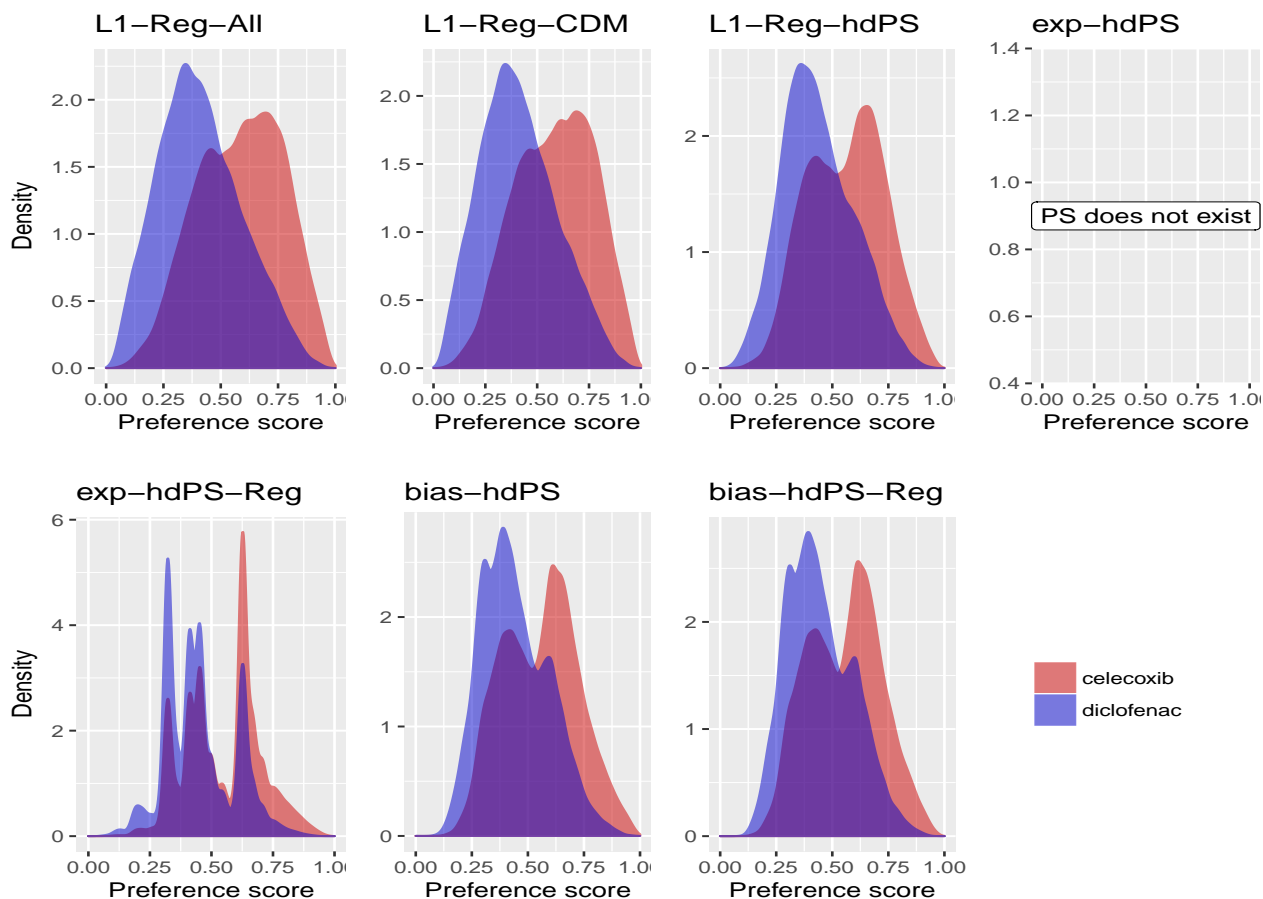 L1−Reg−All
L1−Reg−CDM
L1−Reg−hdPS
exp−hdPS
Density
2.0
1.5
1.0
0.5
0.0
0.00 0.25 0.50 0.75 1.00
Preference score
2.0
1.5
1.0
0.5
0.0
0.00 0.25 0.50 0.75 1.00
Preference score
2
1
0
0.00 0.25 0.50 0.75 1.00
Preference score
1.4
1.2
1.0
0.8
0.6
0.4
PS does not exist
0.00 0.25 0.50 0.75 1.00
Preference score
exp−hdPS−Reg
bias−hdPS
bias−hdPS−Reg
Density
6
4
2
0
0.00 0.25 0.50 0.75 1.00
Preference score
2
1
0
0.00 0.25 0.50 0.75 1.00
Preference score
2
1
0
0.00 0.25 0.50 0.75 1.00
Preference score
celecoxib
diclofenac